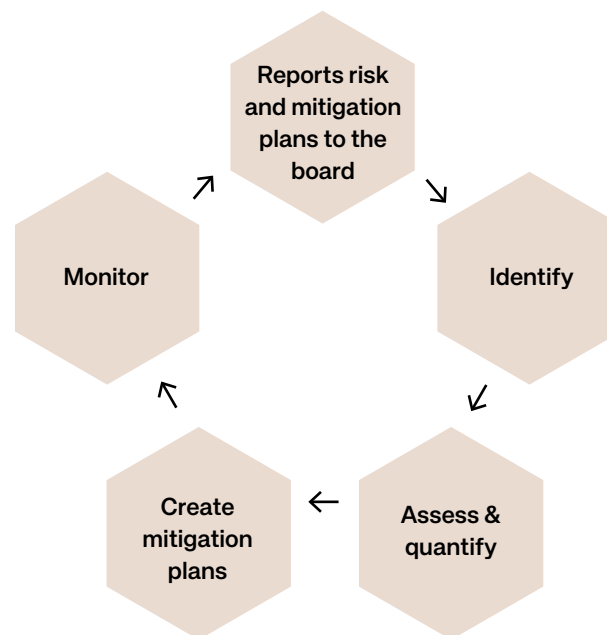 Reports risk
and mitigation
plans to the
board
Identify
Assess &
quantify
Create
mitigation
plans
Monitor